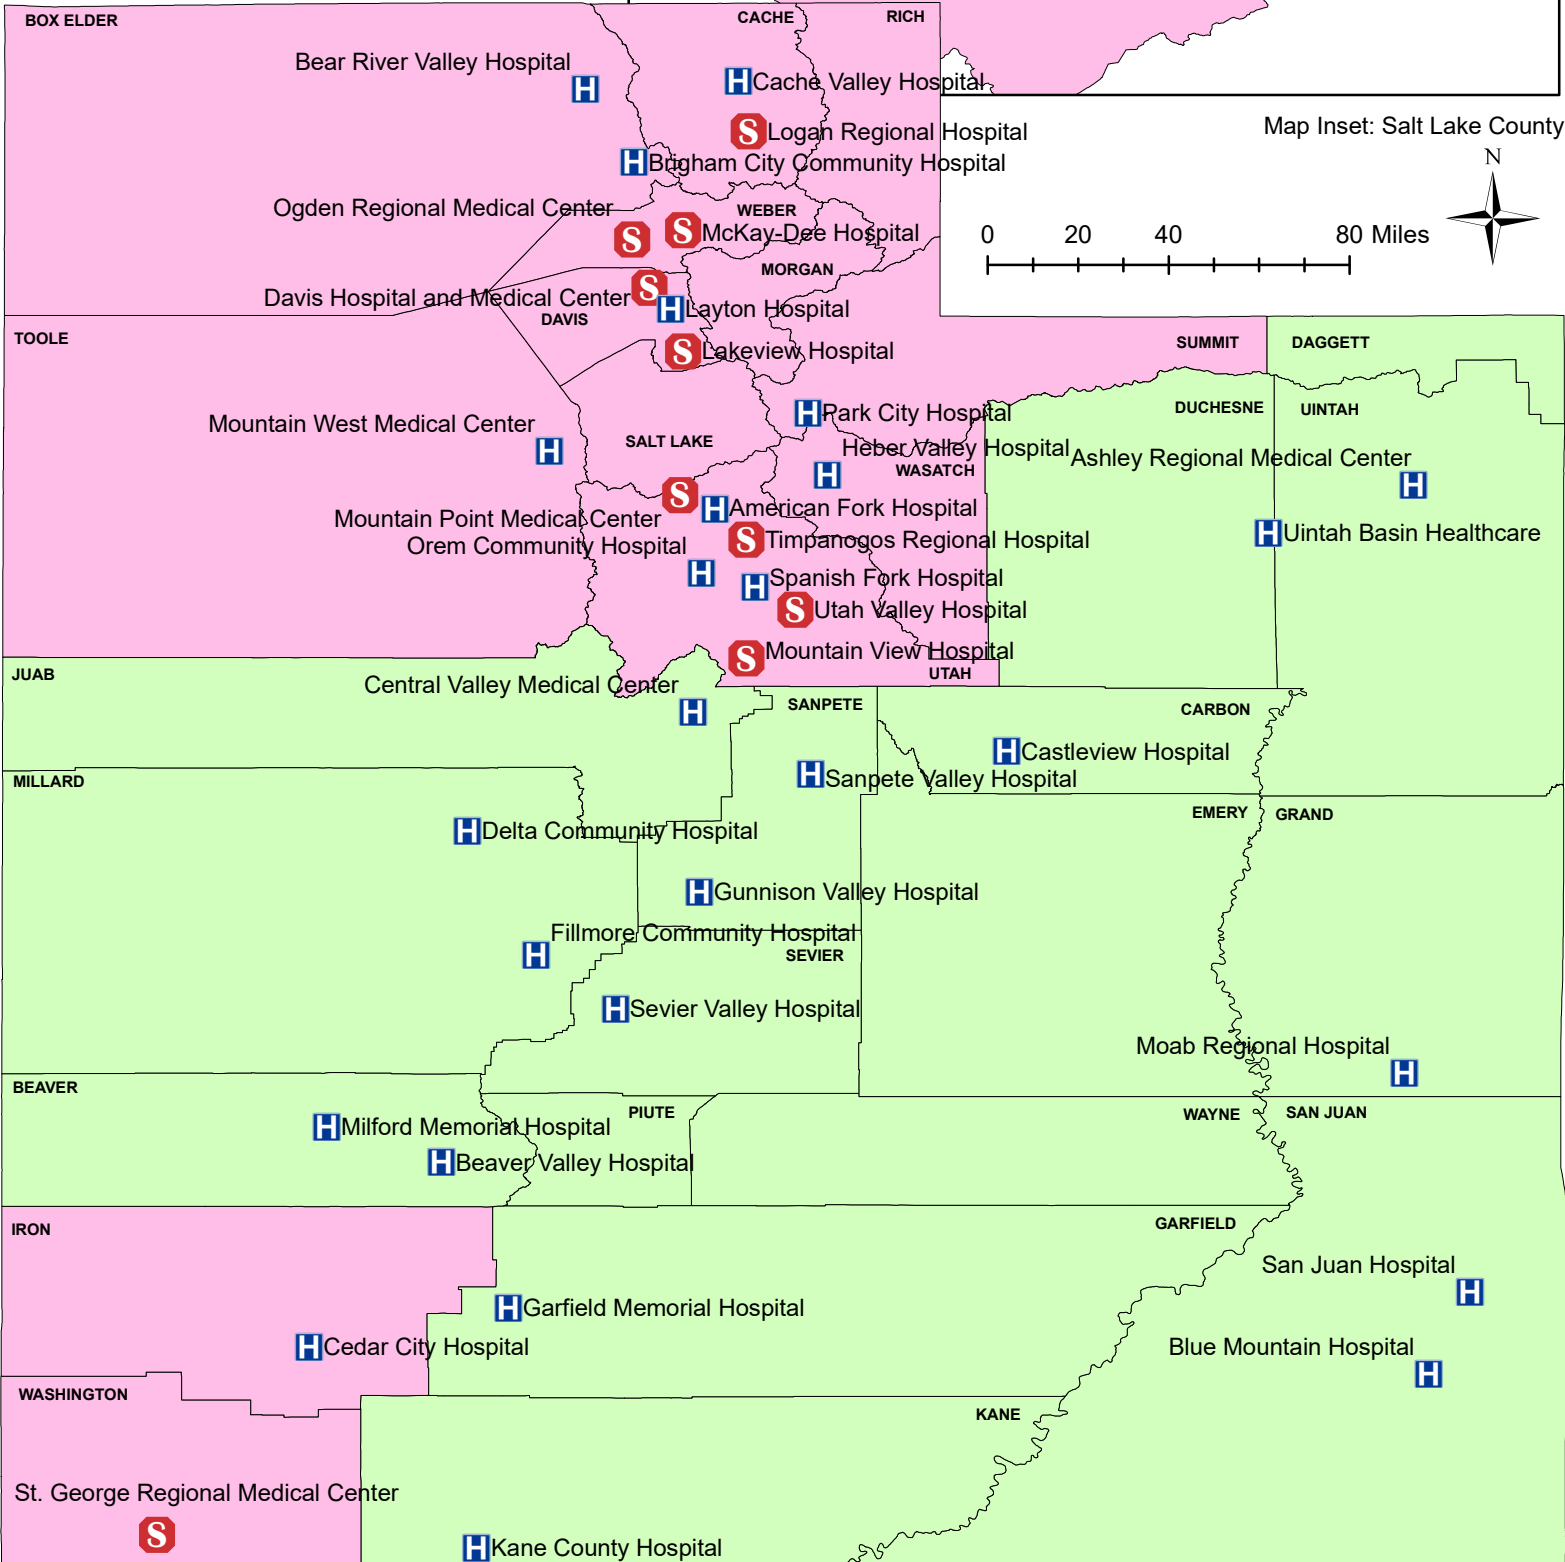 BOX ELDER
CACHE
RICH
Bear River Valley Hospital
H
H
Cache Valley Hospital
S
Logan Regional Hospital
Map Inset: Salt Lake County
H
Brigham City Community Hospital
N
Ogden Regional Medical Center
WEBER
S
S
McKay-Dee Hospital
0 20 40 80 Miles
MORGAN
Davis Hospital and Medical Center
S
H
Layton Hospital
DAVIS
TOOLE
S
Lakeview Hospital
SUMMIT
DAGGETT
DUCHESNE
UINTAH
H
Park City Hospital
Mountain West Medical Center
H
SALT LAKE
Heber Valley Hospital
H
WASATCH
Ashley Regional Medical Center
H
S
Mountain Point Medical Center
H
American Fork Hospital
H
Uintah Basin Healthcare
Orem Community Hospital
H
S
Timpanogos Regional Hospital
H
Spanish Fork Hospital
S
Utah Valley Hospital
S
Mountain View Hospital
UTAH
JUAB
Central Valley Medical Center
H
SANPETE
CARBON
H
Castleview Hospital
MILLARD
H
Sanpete Valley Hospital
EMERY
GRAND
H
Delta Community Hospital
H
Gunnison Valley Hospital
Fillmore Community Hospital
H
SEVIER
H
Sevier Valley Hospital
Moab Regional Hospital
H
BEAVER
PIUTE
WAYNE
SAN JUAN
H
Milford Memorial Hospital
H
Beaver Valley Hospital
IRON
GARFIELD
San Juan Hospital
H
H
Garfield Memorial Hospital
H
Cedar City Hospital
Blue Mountain Hospital
H
WASHINGTON
KANE
St. George Regional Medical Center
S
H
Kane County Hospital